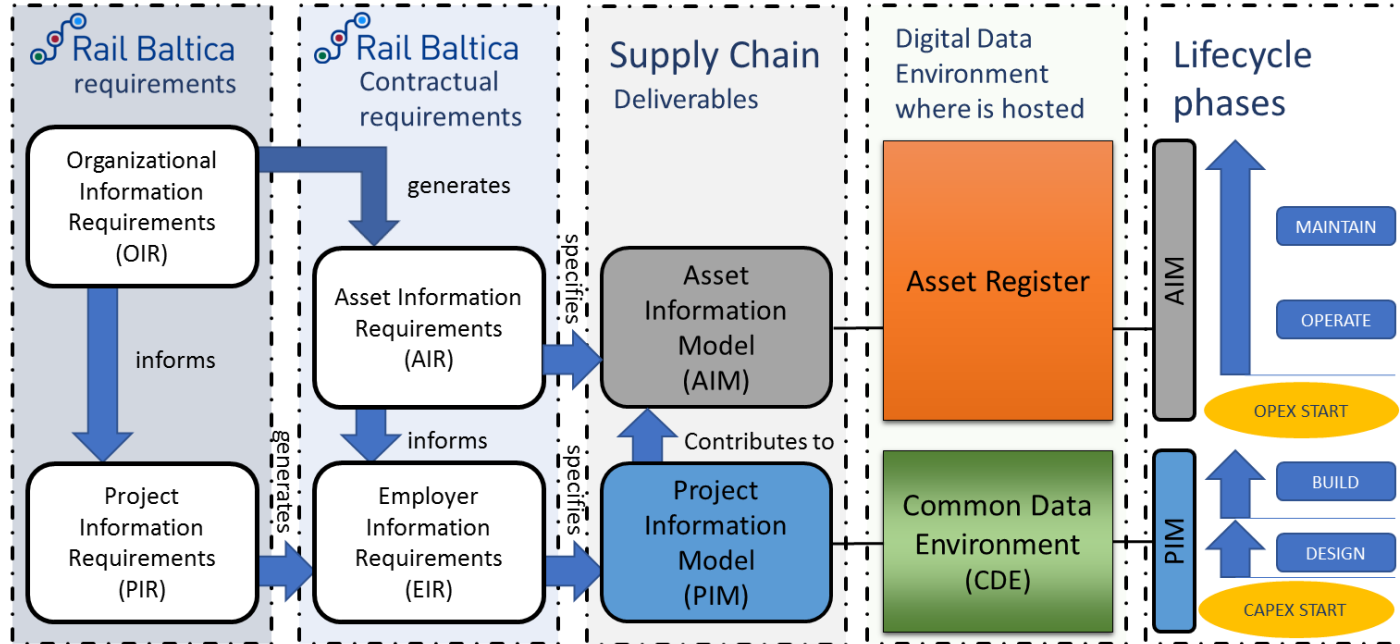 Rail Baltica
requirements
Organizational
Information
Requirements
(OIR)
informs
Project
Information
Requirements
(PIR)
generates
Rail Baltica
Contractual
requirements
generates
Asset Information
Requirements
(AIR)
informs
Employer
Information
Requirements
(EIR)
specifies
specifies
Supply Chain
Deliverables
Asset
Information
Model
(AIM)
Contributes to
Project
Information
Model
(PIM)
Digital Data
Environment
where is hosted
Asset Register
Common Data
Environment
(CDE)
Lifecycle
phases
AIM
MAINTAIN
OPERATE
OPEX START
PIM
BUILD
DESIGN
CAPEX START